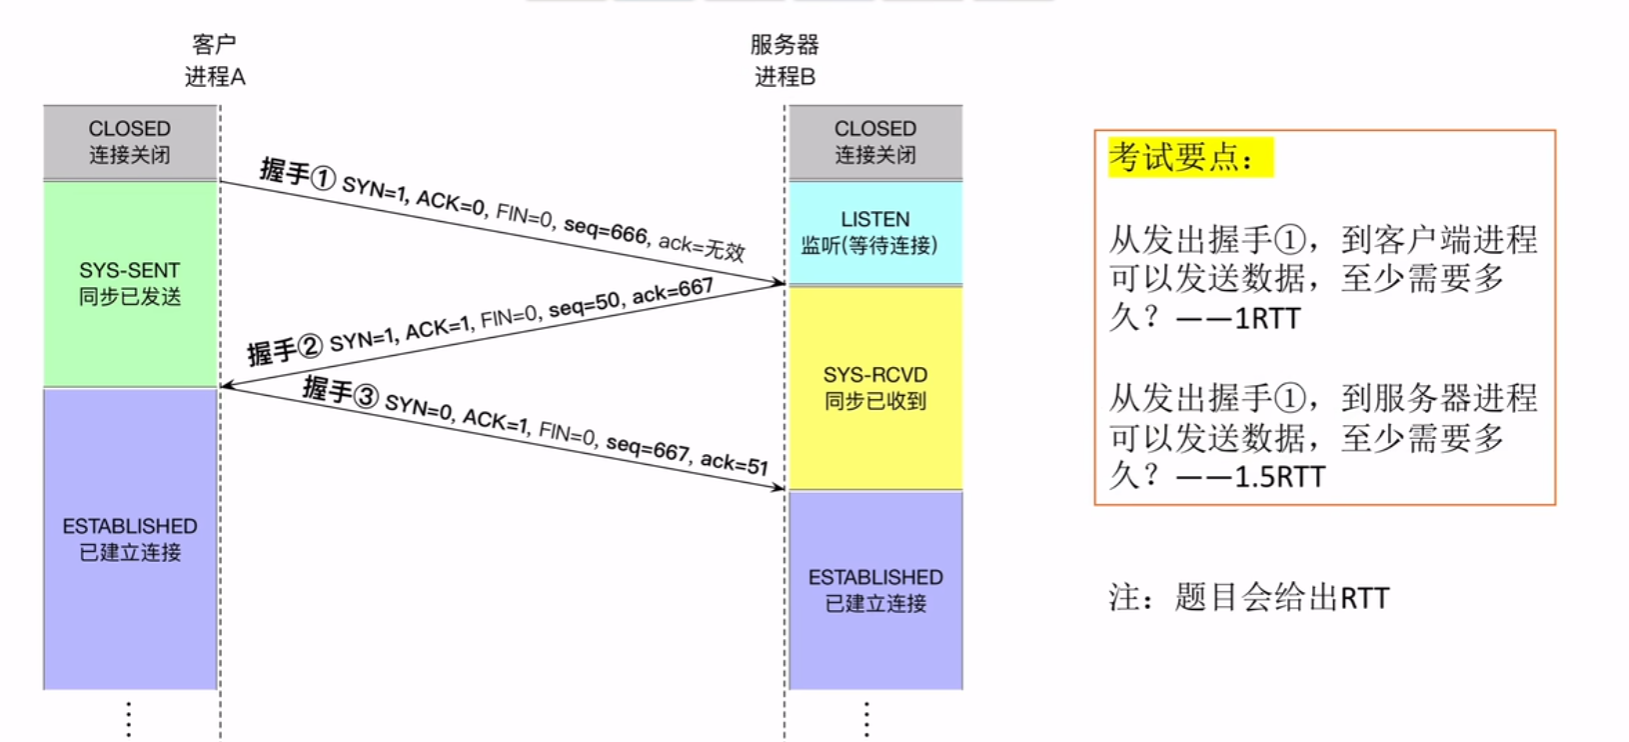 客户
进程A
服务器
进程B
CLOSED
连接关闭
CLOSED
连接关闭
握手① SYN=1, ACK=0, FIN=0, seq=666, ack=无效
SYS-SENT
同步已发送
LISTEN
监听(等待连接)
握手② SYN=1, ACK=1, FIN=0, seq=50, ack=667
握手③ SYN=0, ACK=1, FIN=0, seq=667, ack=51
SYS-RCVD
同步已收到
ESTABLISHED
已建立连接
ESTABLISHED
已建立连接
考试要点：
从发出握手①，到客户端进程
可以发送数据，至少需要多
久？——1RTT
从发出握手①，到服务器进程
可以发送数据，至少需要多
久？——1.5RTT
注：题目会给出RTT